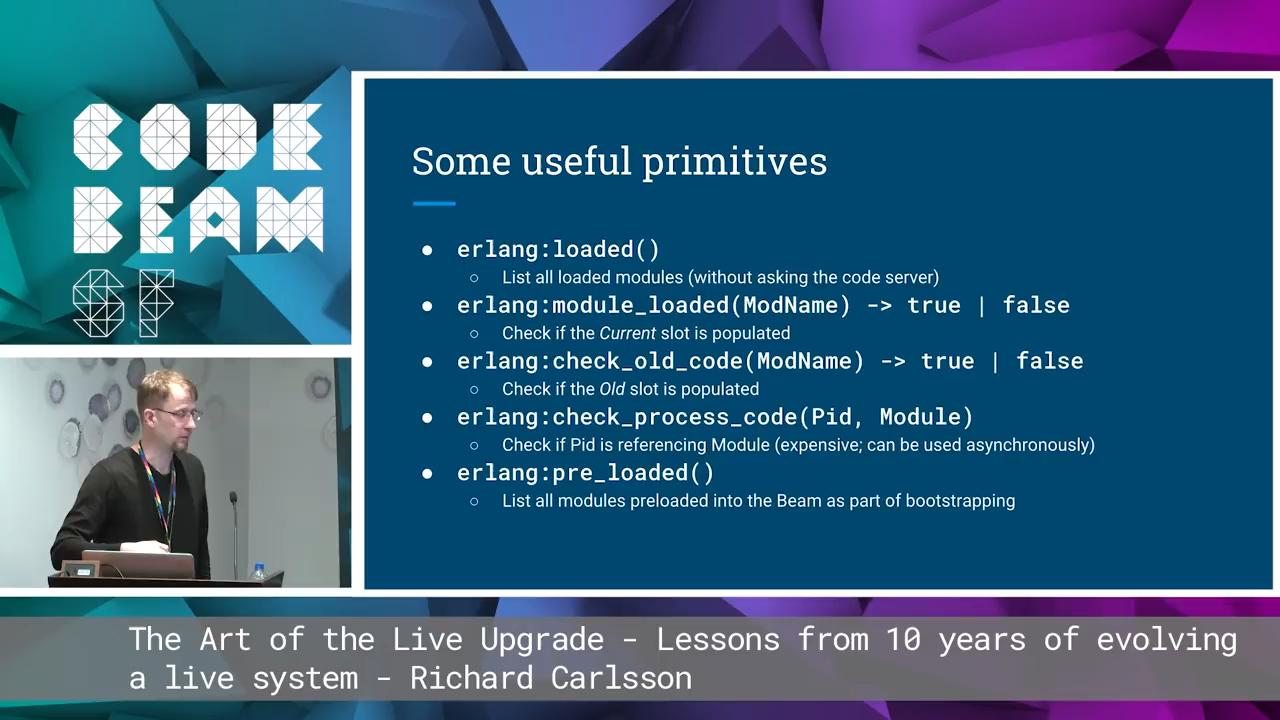 CODE
BEAM
SF
Some useful primitives
● erlang:loaded()
○ List all loaded modules (without asking the code server)
● erlang:module_loaded(ModName) -> true | false
○ Check if the Current slot is populated
● erlang:check_old_code(ModName) -> true | false
○ Check if the Old slot is populated
● erlang:check_process_code(Pid, Module)
○ Check if Pid is referencing Module (expensive; can be used asynchronously)
● erlang:pre_loaded()
○ List all modules preloaded into the Beam as part of bootstrapping
The Art of the Live Upgrade - Lessons from 10 years of evolving
a live system - Richard Carlsson